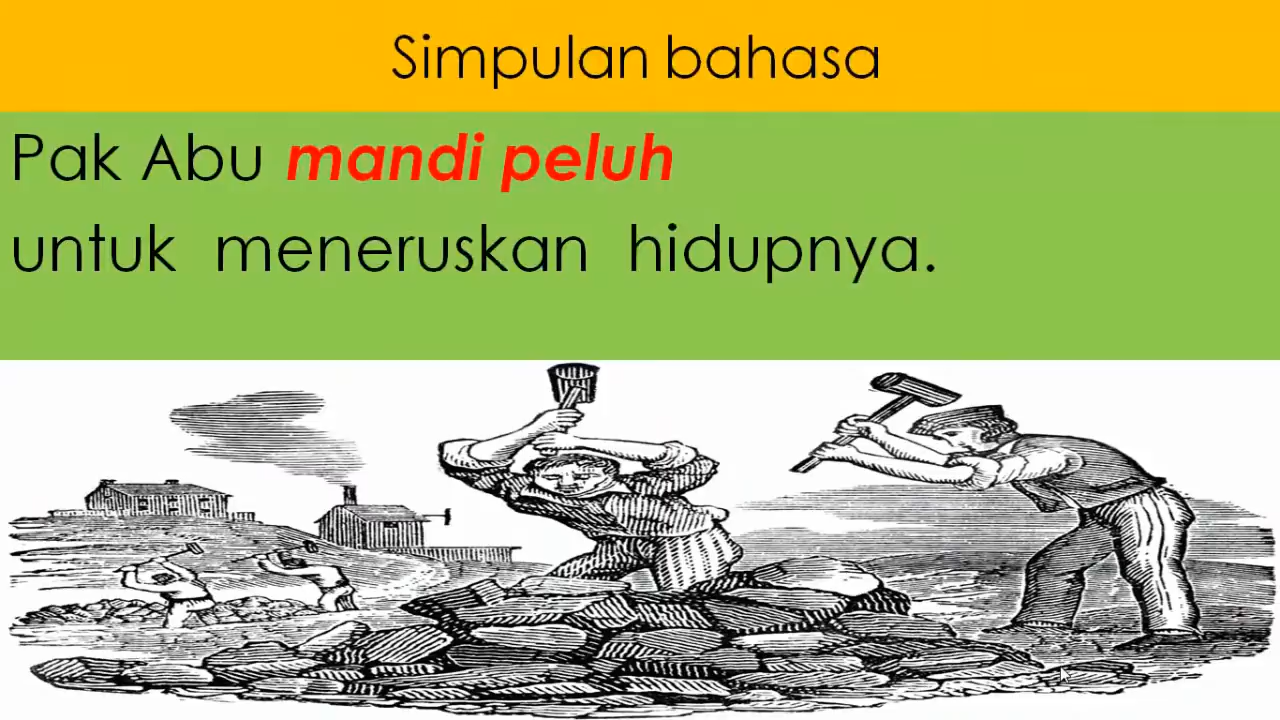 Simpulan bahasa
Pak Abu mandi peluh
untuk meneruskan hidupnya.